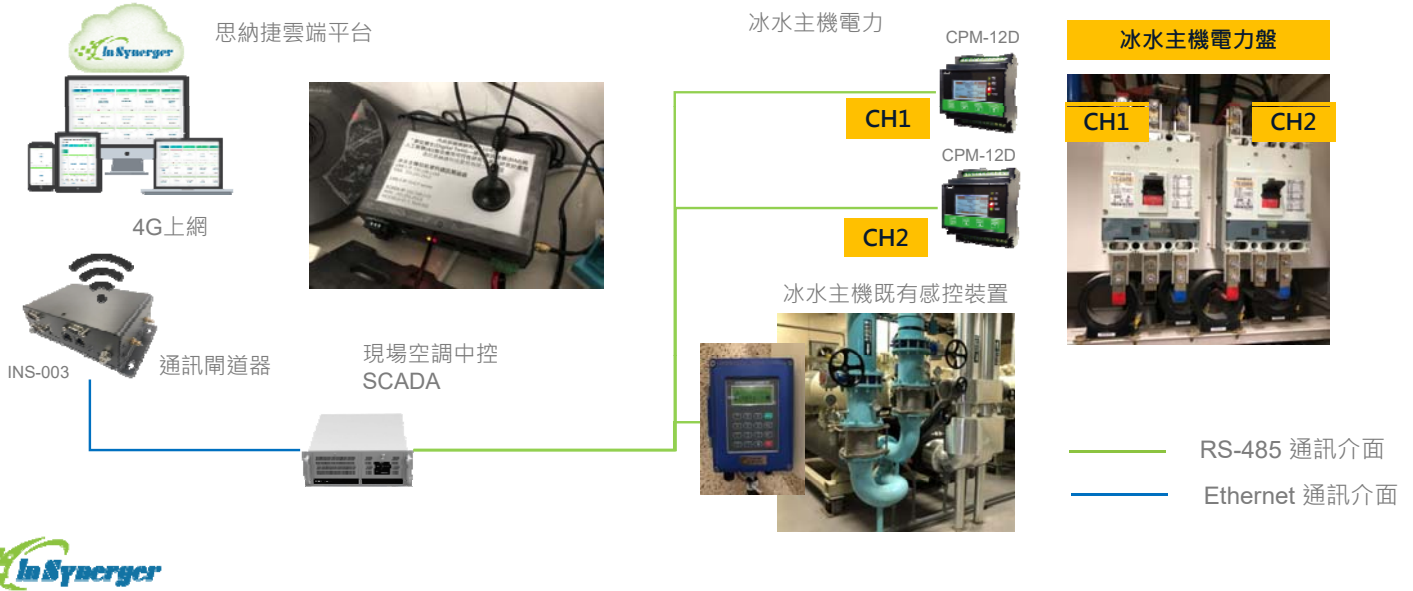 InSynerger
思納捷雲端平台
4G上網
INS-003
通訊閘道器
現場空調中控
SCADA
冰水主機電力
CPM-12D
CH1
CPM-12D
CH2
冰水主機既有感控裝置
冰水主機電力盤
CH1
CH2
RS-485 通訊介面
Ethernet 通訊介面
InSynerger